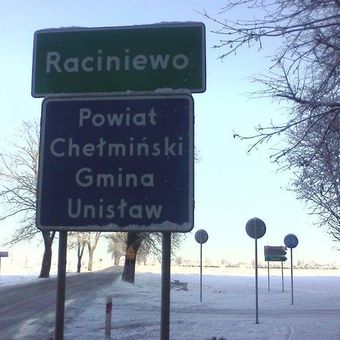 Raciniewo
Powiat
Chełmiński
Gmina
Unisław